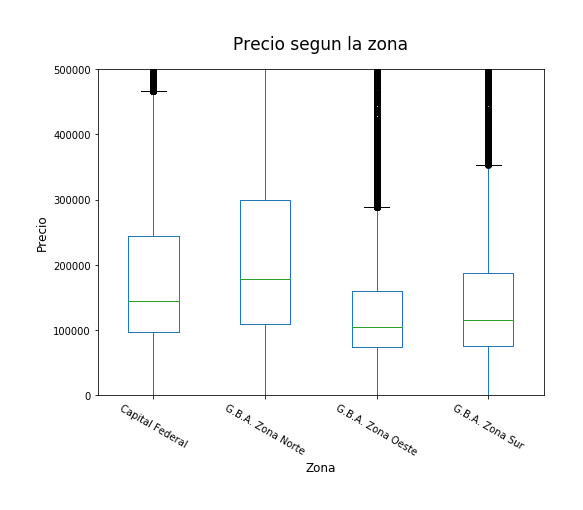 Precio segun la zona
500000
400000
300000
200000
100000
0
Precio
Capital Federal
G.B.A. Zona Norte
G.B.A. Zona Oeste
G.B.A. Zona Sur
Zona